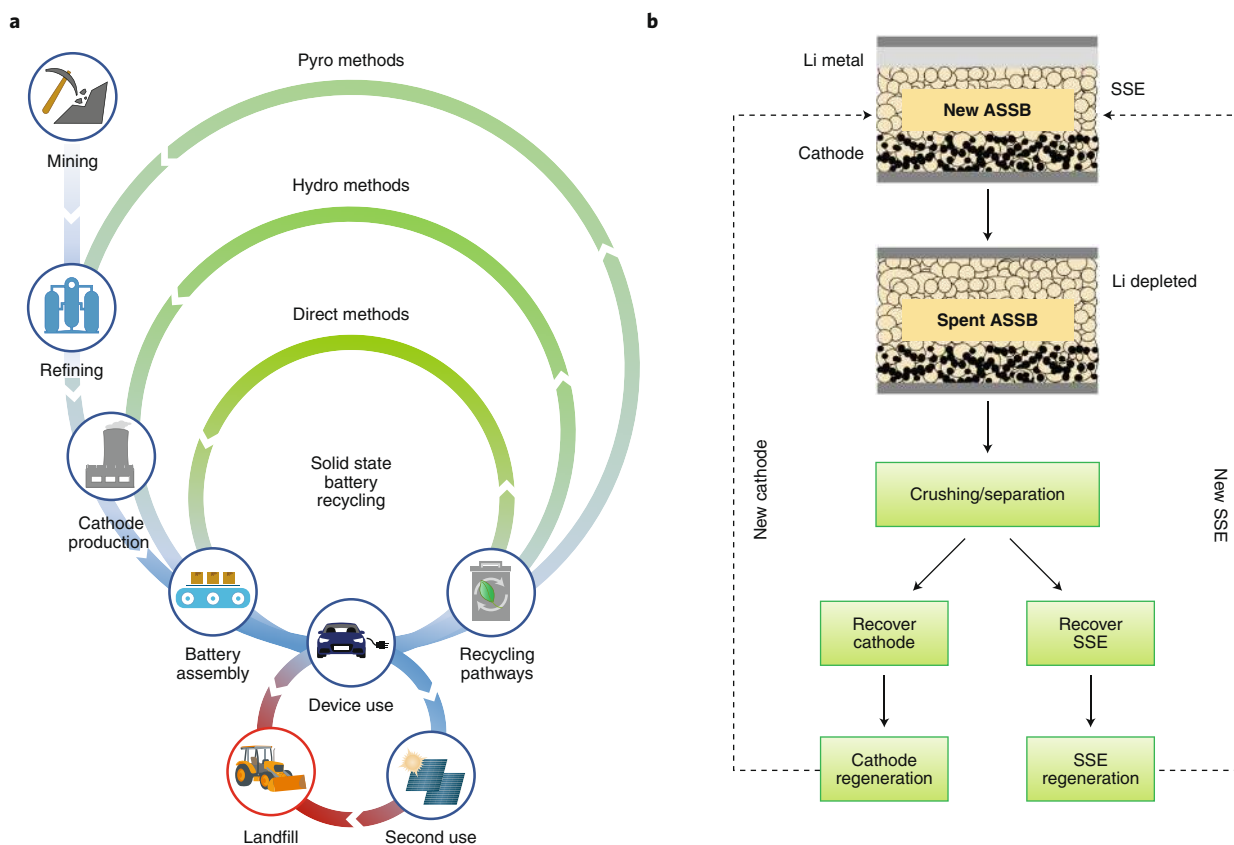 a
Pyro methods
Mining
Hydro methods
Direct methods
Refining
Solid state
battery
recycling
Cathode
production
Battery
assembly
Device use
Recycling
pathways
Landfill
Second use
b
Li metal
SSE
New ASSB
Cathode
Li depleted
Spent ASSB
New cathode
New SSE
Crushing/separation
Recover
cathode
Recover
SSE
Cathode
regeneration
SSE
regeneration